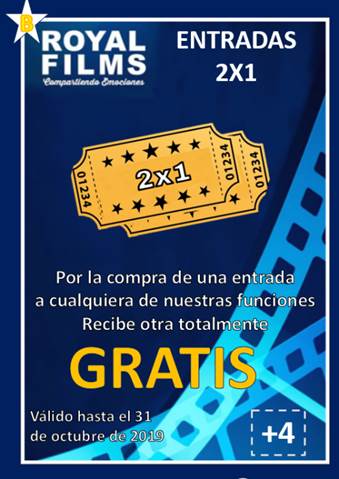 B
ROYAL
FILMS
Compartiendo Emociones
ENTRADAS
2X1
2x1
01234
01234
01234
Por la compra de una entrada
a cualquiera de nuestras funciones
Recibe otra totalmente
GRATIS
Válido hasta el 31
de octubre de 2019
+4